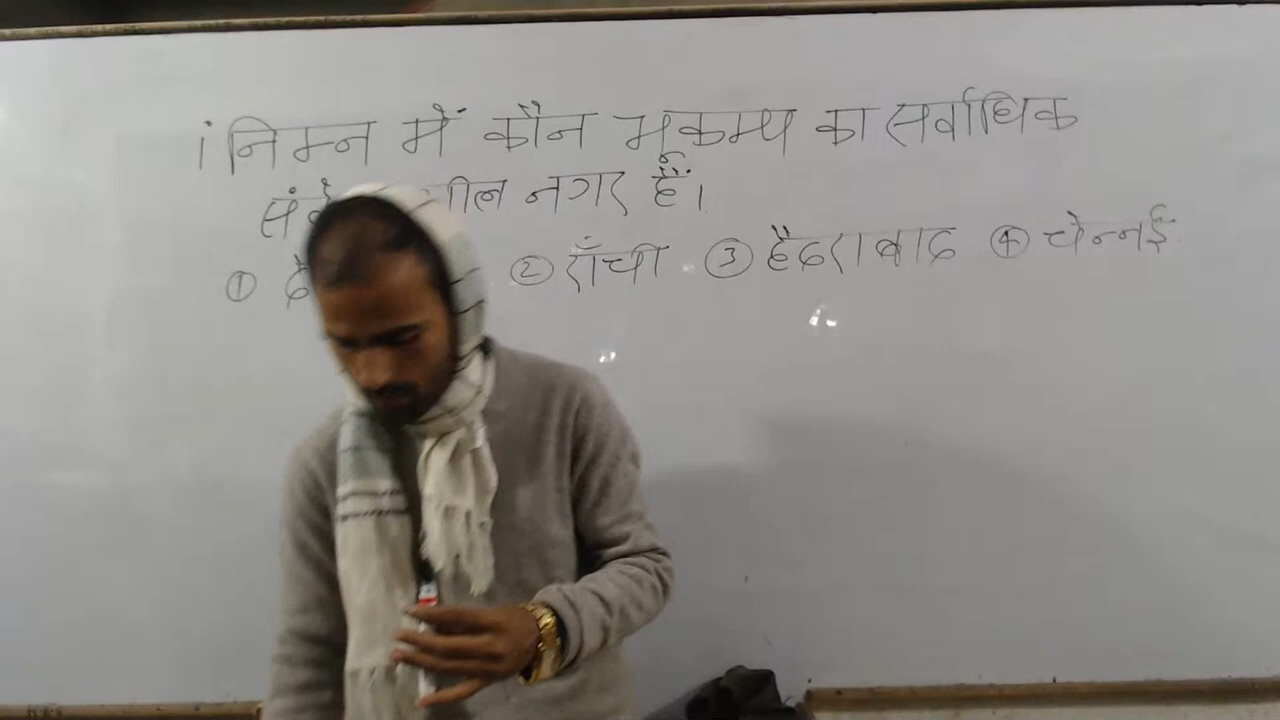 i निम्न में कौन भूकम्प का सर्वाधिक
नगर हैं।
① ② राँची ③ हैदराबाद ④ चेन्नई